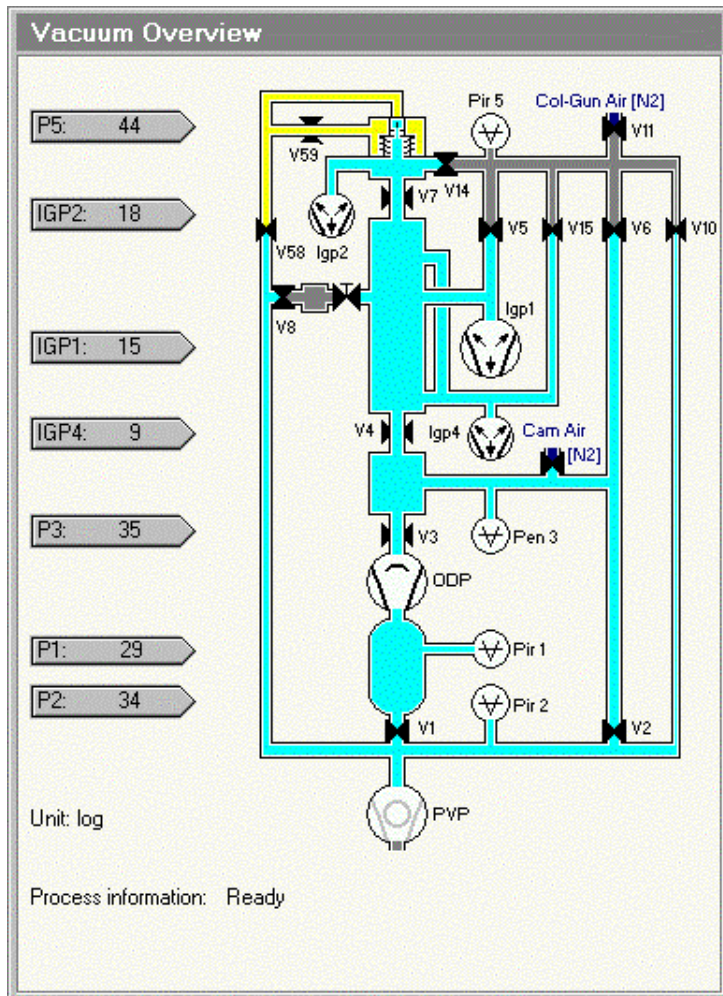 Vacuum Overview
P5: 44
IGP2: 18
IGP1: 15
IGP4: 9
P3: 35
P1: 29
P2: 34
Pir 5
Col-Gun Air [N2]
V11
V59
V14
V7
V58
Igp2
V5
V15
V6
V10
V8
Igp1
V4
Igp4
Cam Air
[N2]
V3
Pen 3
ODP
Pir 1
Pir 2
V1
V2
PVP
Unit: log
Process information: Ready